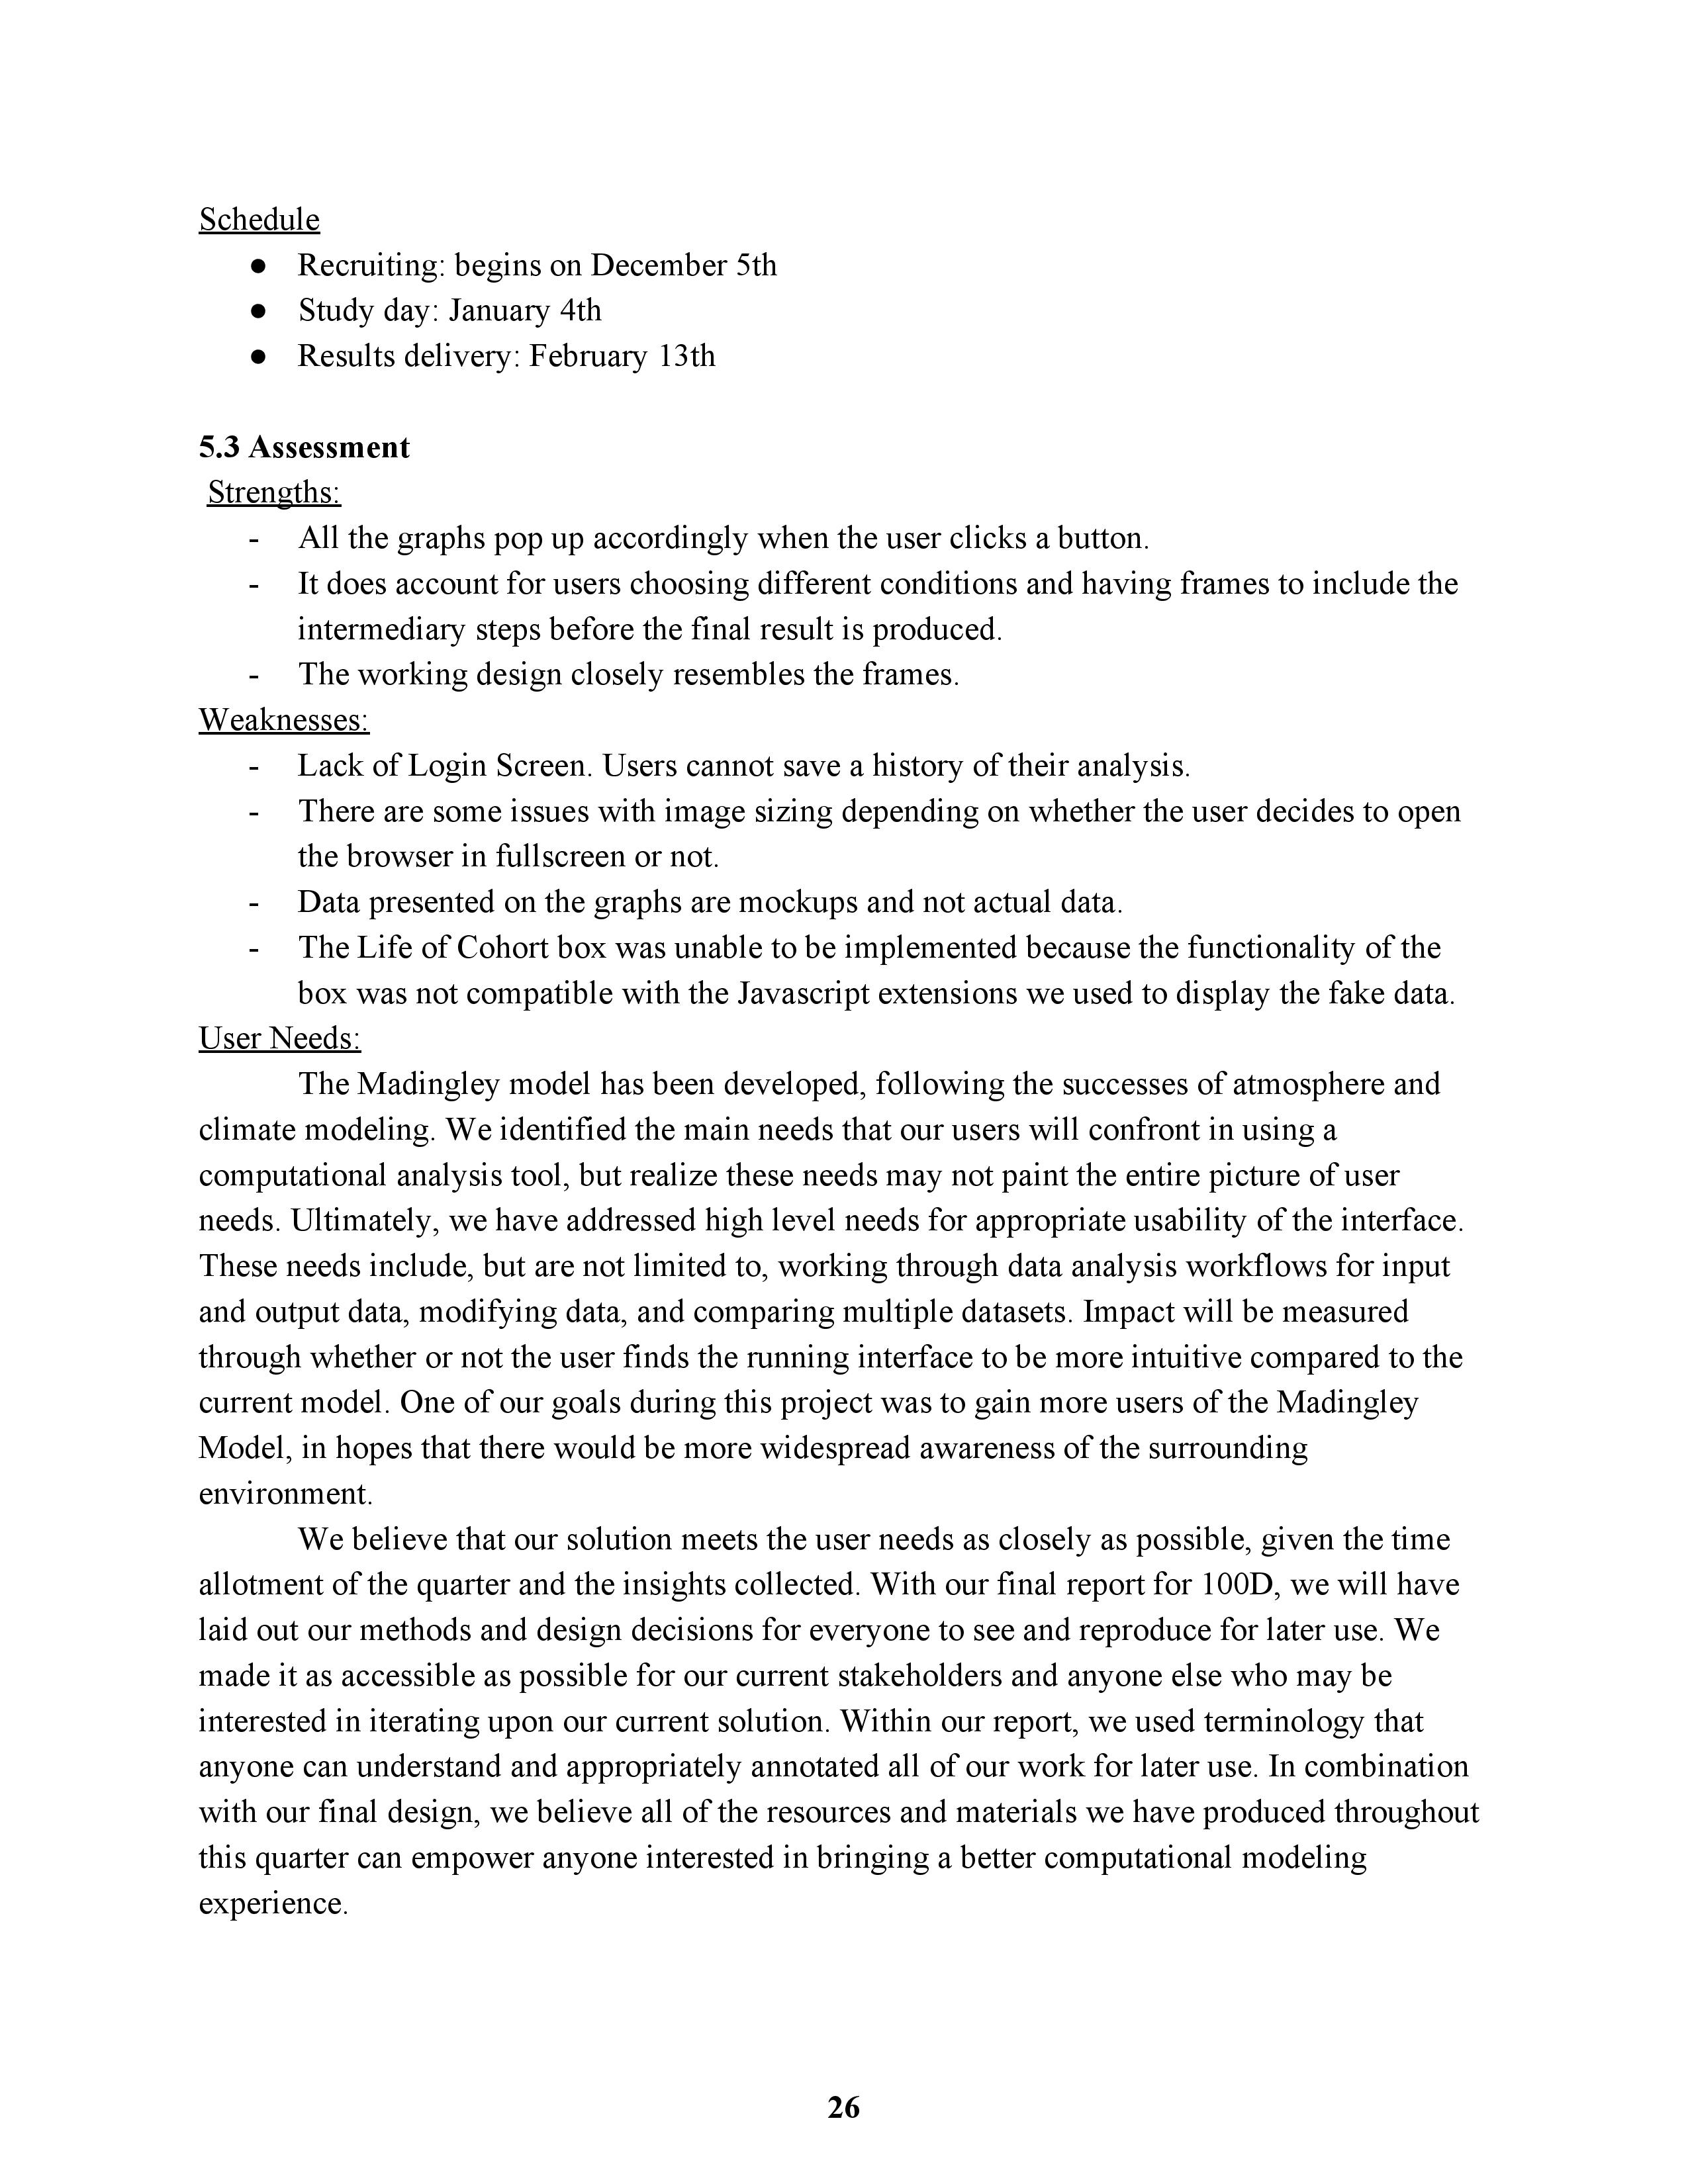 Schedule
● Recruiting: begins on December 5th
● Study day: January 4th
● Results delivery: February 13th
5.3 Assessment
Strengths:
- All the graphs pop up accordingly when the user clicks a button.
- It does account for users choosing different conditions and having frames to include the
intermediary steps before the final result is produced.
- The working design closely resembles the frames.
Weaknesses:
- Lack of Login Screen. Users cannot save a history of their analysis.
- There are some issues with image sizing depending on whether the user decides to open
the browser in fullscreen or not.
- Data presented on the graphs are mockups and not actual data.
- The Life of Cohort box was unable to be implemented because the functionality of the
box was not compatible with the Javascript extensions we used to display the fake data.
User Needs:
The Madingley model has been developed, following the successes of atmosphere and
climate modeling. We identified the main needs that our users will confront in using a
computational analysis tool, but realize these needs may not paint the entire picture of user
needs. Ultimately, we have addressed high level needs for appropriate usability of the interface.
These needs include, but are not limited to, working through data analysis workflows for input
and output data, modifying data, and comparing multiple datasets. Impact will be measured
through whether or not the user finds the running interface to be more intuitive compared to the
current model. One of our goals during this project was to gain more users of the Madingley
Model, in hopes that there would be more widespread awareness of the surrounding
environment.
We believe that our solution meets the user needs as closely as possible, given the time
allotment of the quarter and the insights collected. With our final report for 100D, we will have
laid out our methods and design decisions for everyone to see and reproduce for later use. We
made it as accessible as possible for our current stakeholders and anyone else who may be
interested in iterating upon our current solution. Within our report, we used terminology that
anyone can understand and appropriately annotated all of our work for later use. In combination
with our final design, we believe all of the resources and materials we have produced throughout
this quarter can empower anyone interested in bringing a better computational modeling
experience.
26